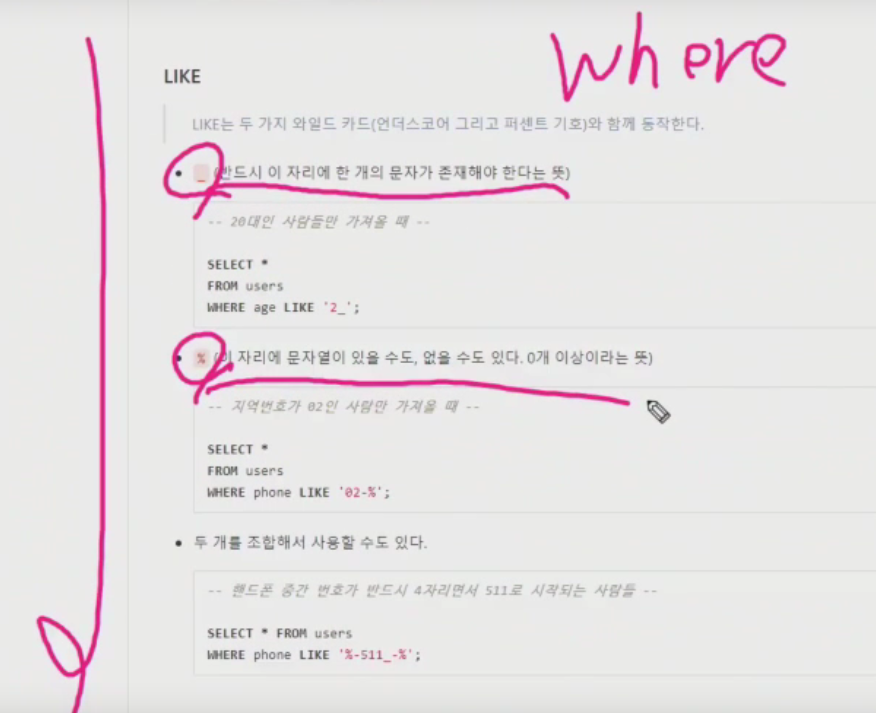 where
LIKE
LIKE는 두 가지 와일드 카드(언더스코어 그리고 퍼센트 기호)와 함께 동작한다.
• _ (반드시 이 자리에 한 개의 문자가 존재해야 한다는 뜻)
-- 20대인 사람들만 가져올 때 --
SELECT *
FROM users
WHERE age LIKE '2_';
• % (이 자리에 문자열이 있을 수도, 없을 수도 있다. 0개 이상이라는 뜻)
-- 지역번호가 02인 사람만 가져올 때 --
SELECT *
FROM users
WHERE phone LIKE '02-%';
• 두 개를 조합해서 사용할 수도 있다.
-- 핸드폰 중간 번호가 반드시 4자리면서 511로 시작되는 사람들 --
SELECT * FROM users
WHERE phone LIKE '%-511_-%';